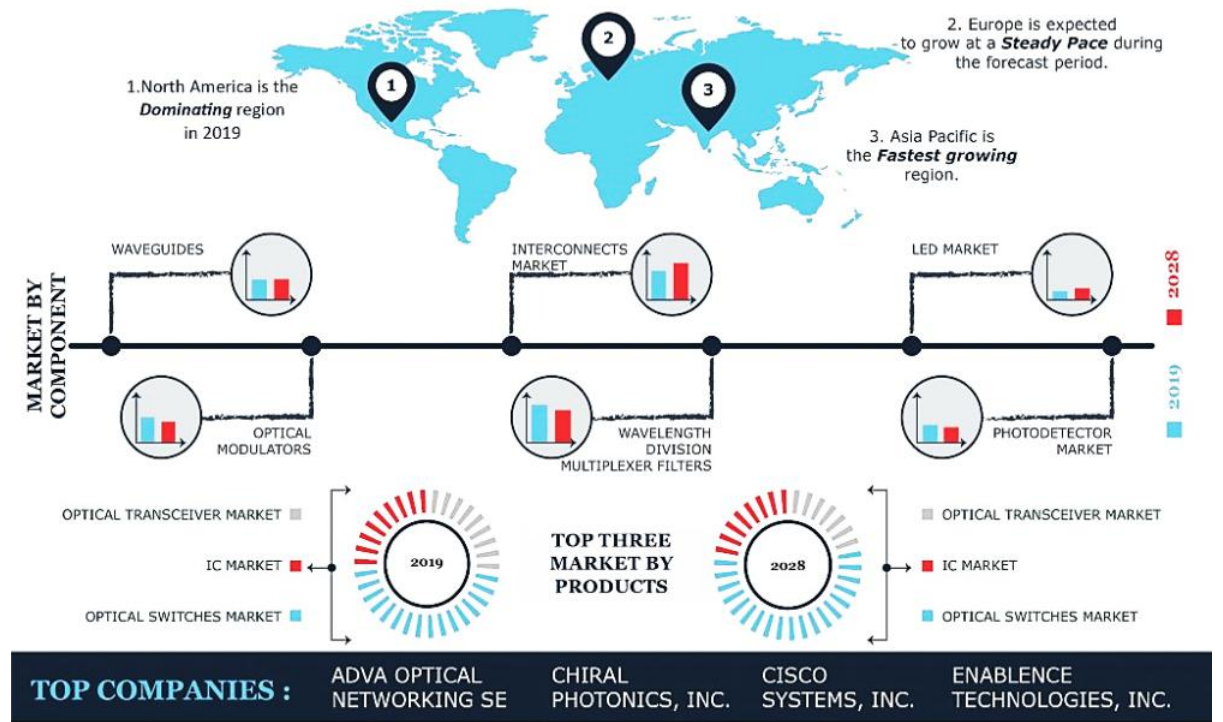 1.North America is the
Dominating region
in 2019
1
2
3
2. Europe is expected
to grow at a Steady Pace during
the forecast period.
3. Asia Pacific is
the Fastest growing
region.
MARKET BY
COMPONENT
WAVEGUIDES
INTERCONNECTS
MARKET
LED MARKET
OPTICAL
MODULATORS
WAVELENGTH
DIVISION
MULTIPLEXER FILTERS
PHOTODETECTOR
MARKET
2028
2019
OPTICAL TRANSCEIVER MARKET
IC MARKET
OPTICAL SWITCHES MARKET
2019
TOP THREE
MARKET BY
PRODUCTS
2028
OPTICAL TRANSCEIVER MARKET
IC MARKET
OPTICAL SWITCHES MARKET
TOP COMPANIES :
ADVA OPTICAL
NETWORKING SE
CHIRAL
PHOTONICS, INC.
CISCO
SYSTEMS, INC.
ENABLENCE
TECHNOLOGIES, INC.